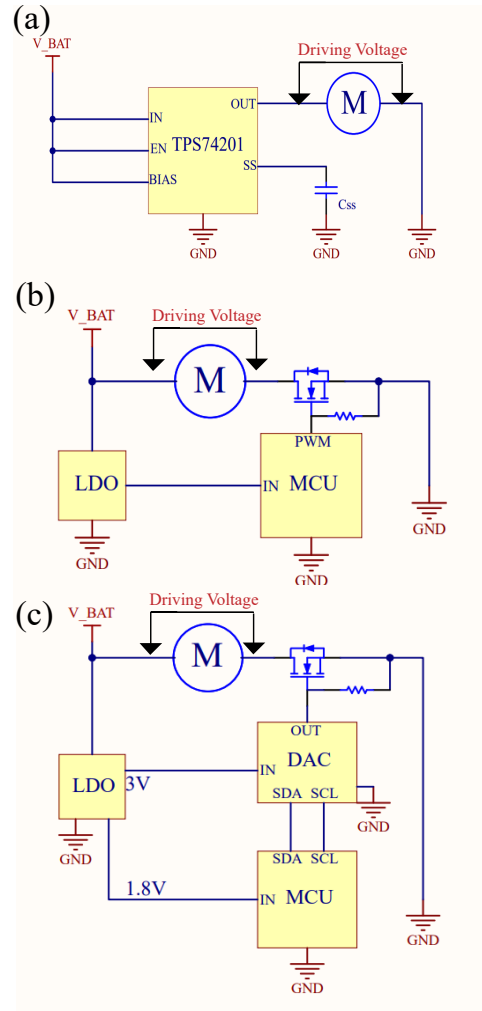 (a)
V_BAT
Driving Voltage
OUT
M
IN
TPS74201
EN
SS
BIAS
Css
GND
GND
GND
(b)
V_BAT
Driving Voltage
M
PWM
LDO
IN MCU
GND
GND
GND
(c)
V_BAT
Driving Voltage
M
OUT
DAC
LDO 3V
IN
SDA SCL
GND
GND
SDA SCL
1.8V
IN MCU
GND
GND